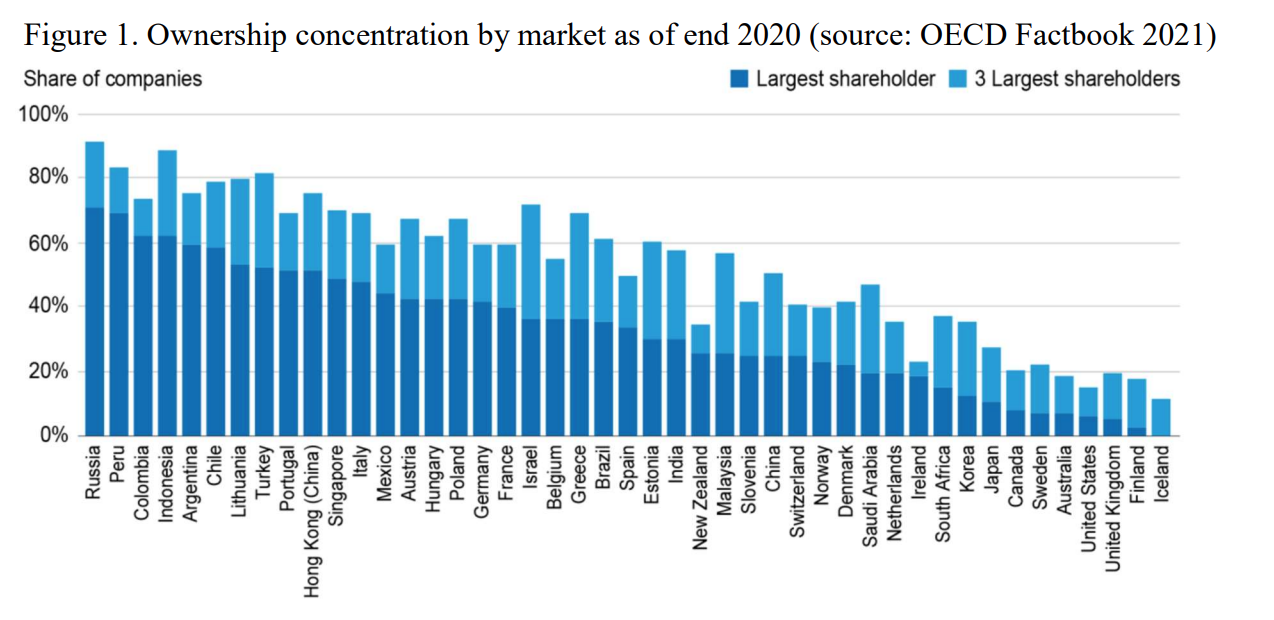 Figure 1. Ownership concentration by market as of end 2020 (source: OECD Factbook 2021)
Share of companies
Largest shareholder
3 Largest shareholders
100%
80%
60%
40%
20%
0%
Russia
Peru
Colombia
Indonesia
Argentina
Chile
Lithuania
Turkey
Portugal
Hong Kong (China)
Singapore
Italy
Mexico
Austria
Hungary
Poland
Germany
France
Israel
Belgium
Greece
Brazil
Spain
Estonia
India
New Zealand
Malaysia
Slovenia
China
Switzerland
Norway
Denmark
Saudi Arabia
Netherlands
Ireland
South Africa
Korea
Japan
Canada
Sweden
Australia
United States
United Kingdom
Finland
Iceland